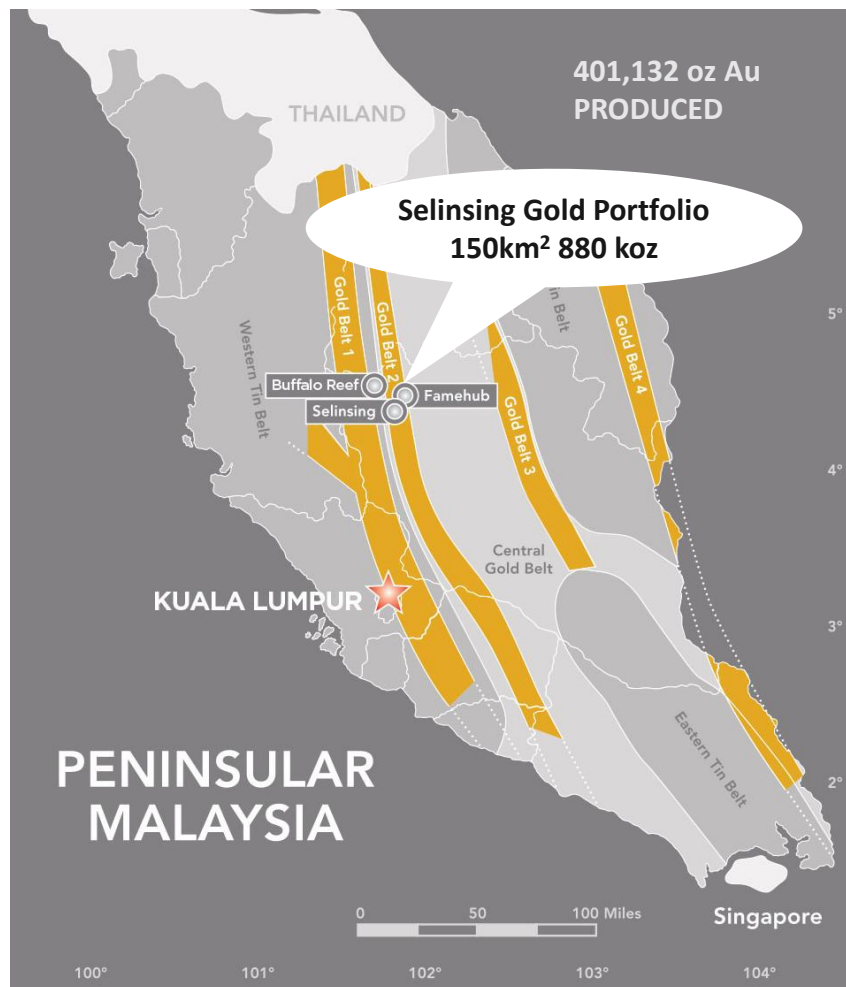 401,132 oz Au
PRODUCED
THAILAND
Selinsing Gold Portfolio
150km² 880 koz
Gold Belt 1
Gold Belt 2
Tin Belt
Gold Belt 4
5°
Western Tin Belt
Buffalo Reef
Famehub
Selinsing
Gold Belt 3
4°
Central
Gold Belt
KUALA LUMPUR
3°
Eastern Tin Belt
PENINSULAR
MALAYSIA
2°
0 50 100 Miles
Singapore
100° 101° 102° 103° 104°